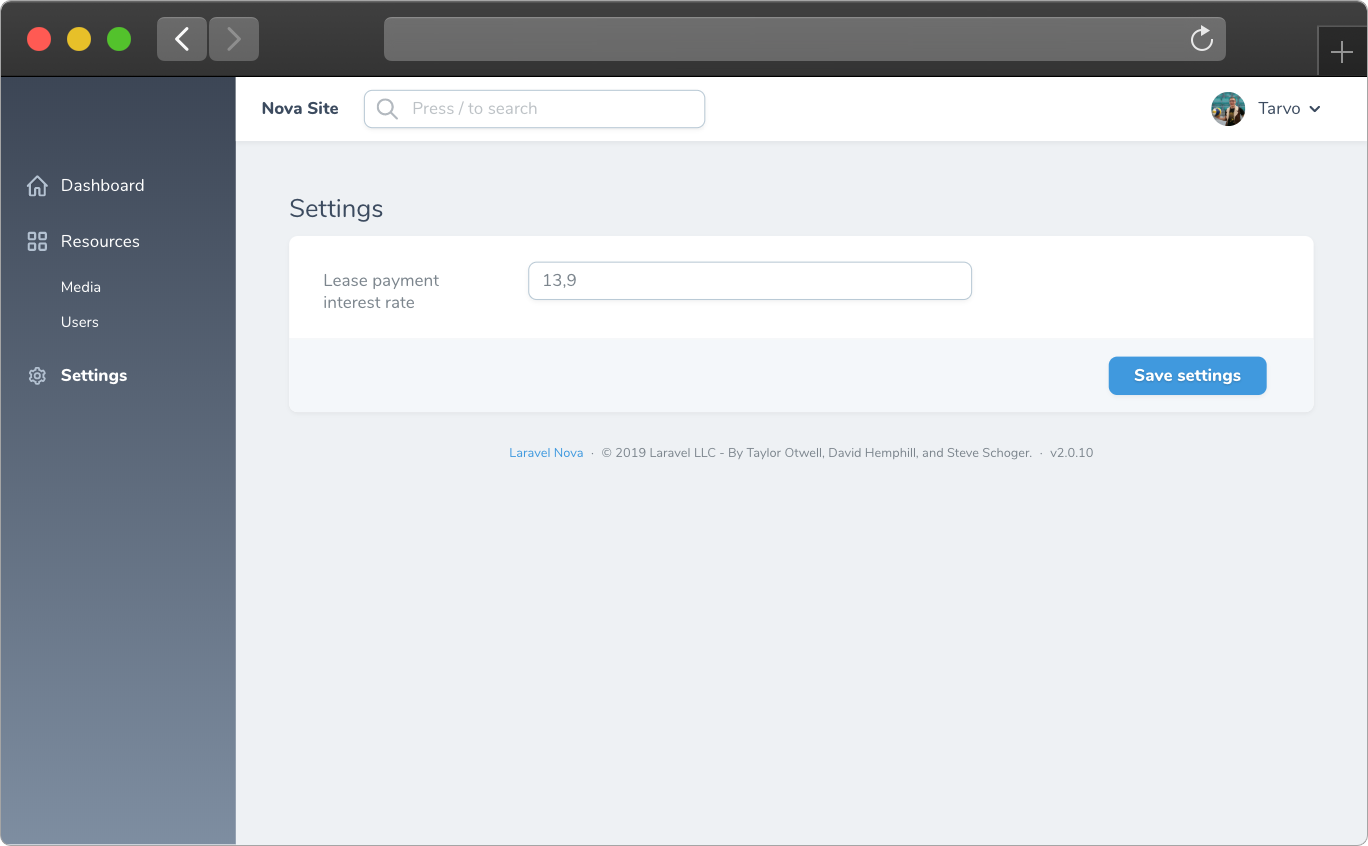 Nova Site
Press / to search
Tarvo
Dashboard
Resources
Media
Users
Settings
Settings
Lease payment
interest rate
13,9
Save settings
Laravel Nova · © 2019 Laravel LLC - By Taylor Otwell, David Hemphill, and Steve Schoger. · v2.0.10